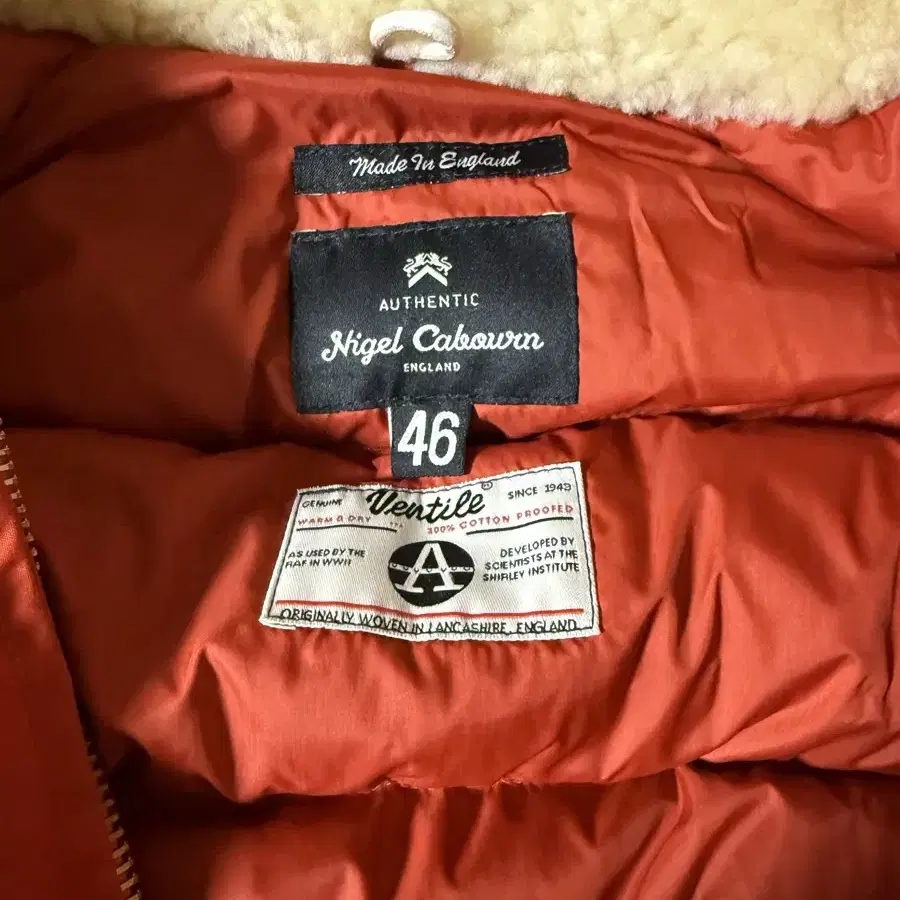 Made In England
AUTHENTIC
Nigel Cabourn
ENGLAND
46
GENUINE
Ventile®
SINCE 1943
WARM & DRY
100% COTTON PROOFED
AS USED BY THE
RAF IN WWII
A
DEVELOPED BY
SCIENTISTS AT THE
SHIRLEY INSTITUTE
ORIGINALLY WOVEN IN LANCASHIRE, ENGLAND